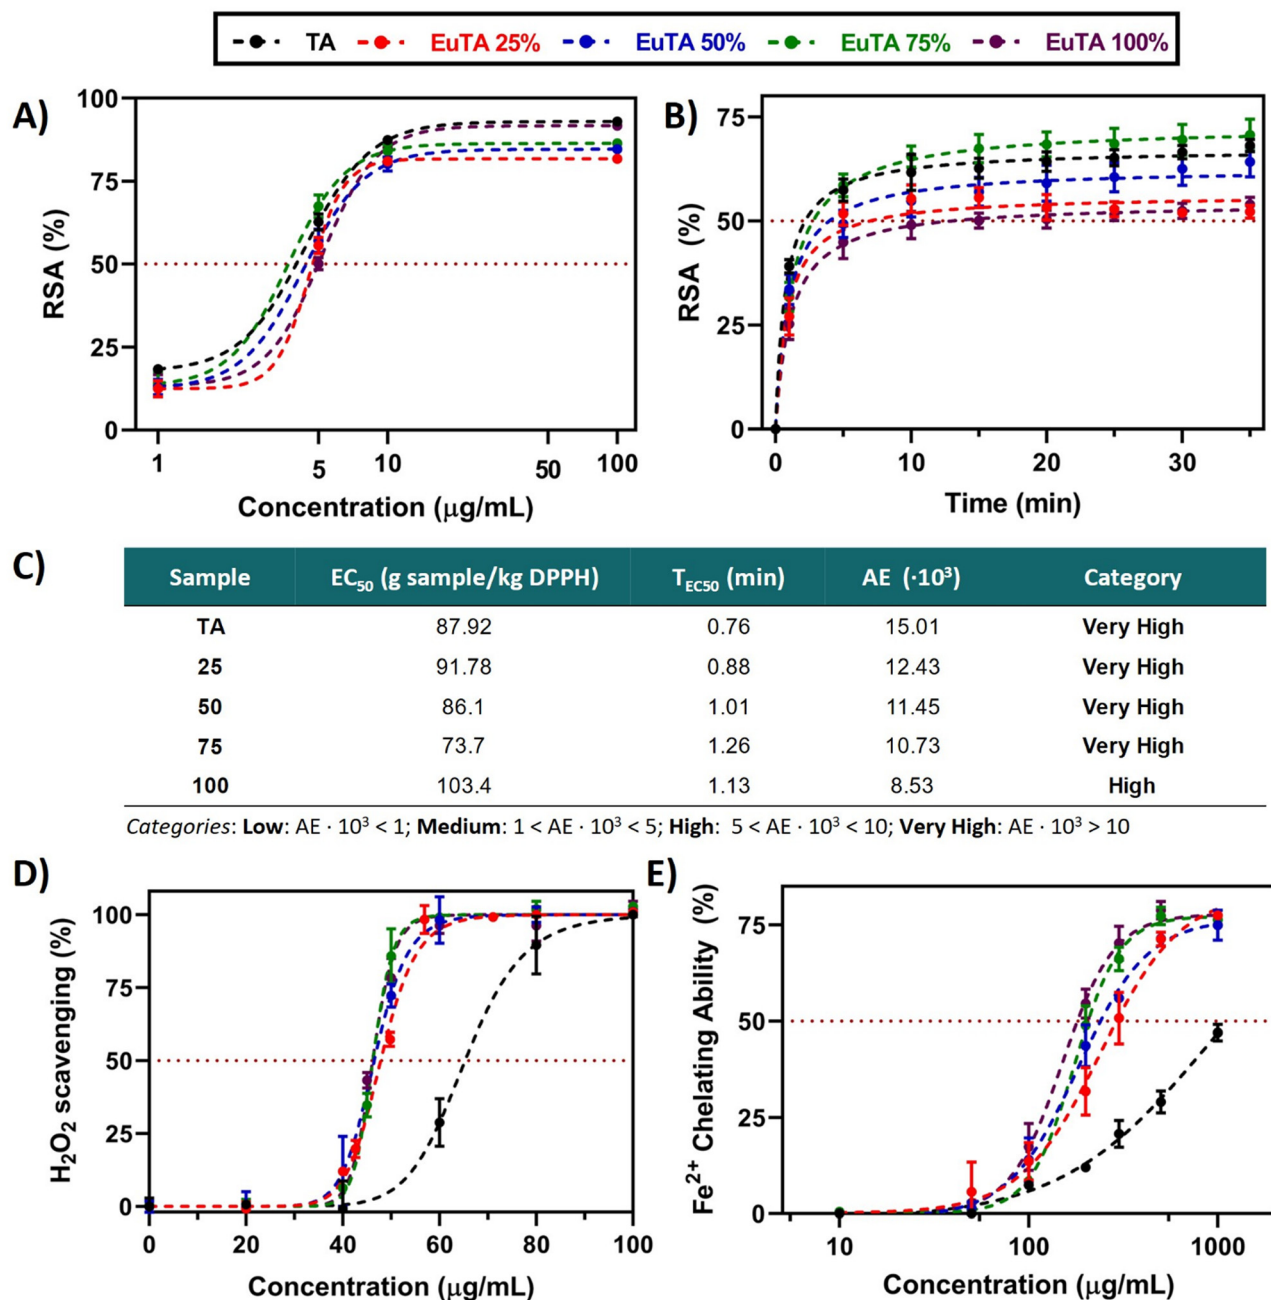 TA EuTA 25% EuTA 50% EuTA 75% EuTA 100%
A)
RSA (%)
100
75
50
25
0
1 5 10 50 100
Concentration (μg/mL)
B)
RSA (%)
75
50
25
0
0 10 20 30
Time (min)
C)
Sample EC50 (g sample/kg DPPH) TEC50 (min) AE (·10³) Category
TA 87.92 0.76 15.01 Very High
25 91.78 0.88 12.43 Very High
50 86.1 1.01 11.45 Very High
75 73.7 1.26 10.73 Very High
100 103.4 1.13 8.53 High
Categories: Low: AE · 10³ < 1; Medium: 1 < AE · 10³ < 5; High: 5 < AE · 10³ < 10; Very High: AE · 10³ > 10
D)
H2O2 scavenging (%)
100
75
50
25
0
0 20 40 60 80 100
Concentration (μg/mL)
E)
Fe2+ Chelating Ability (%)
75
50
25
0
10 100 1000
Concentration (μg/mL)